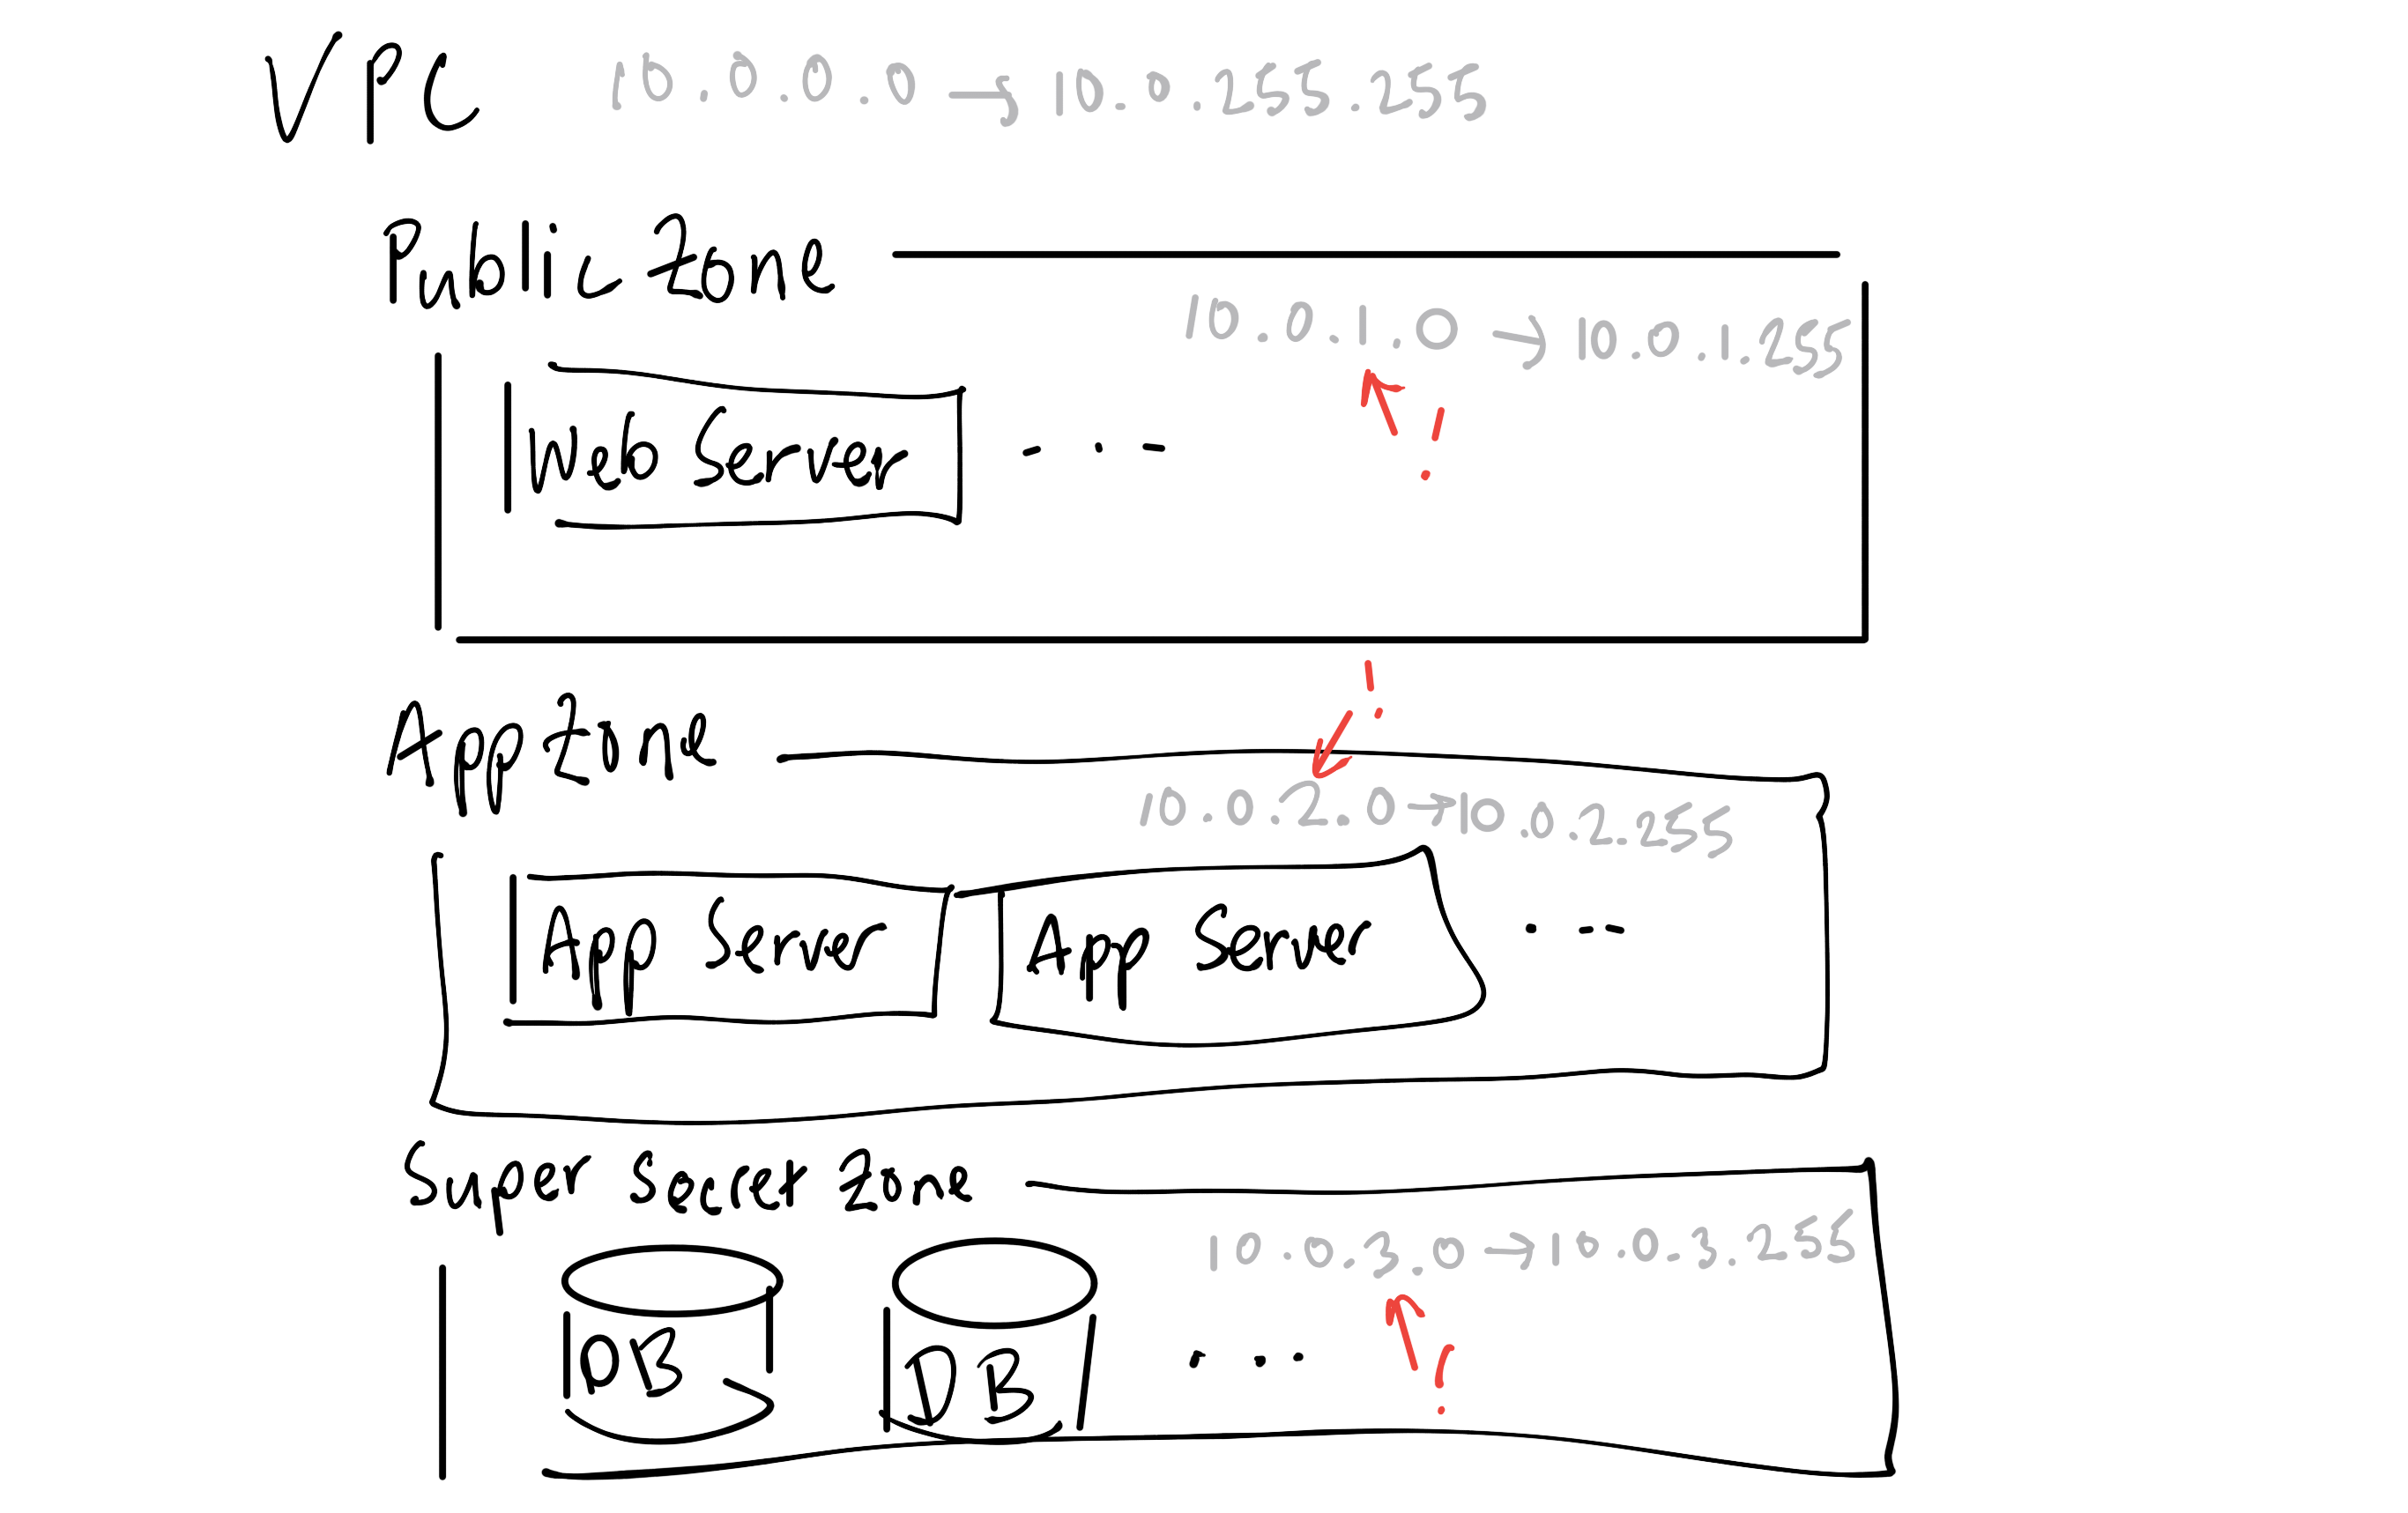 VPC 10.0.0.0 → 10.0.255.255
Public Zone
10.0.1.0 → 10.0.1.255
Web Server ...
!
!
App Zone
10.0.2.0 → 10.0.2.255
App Server App Server ...
Super Secret Zone
10.0.3.0 → 10.0.3.255
DB DB ...
!